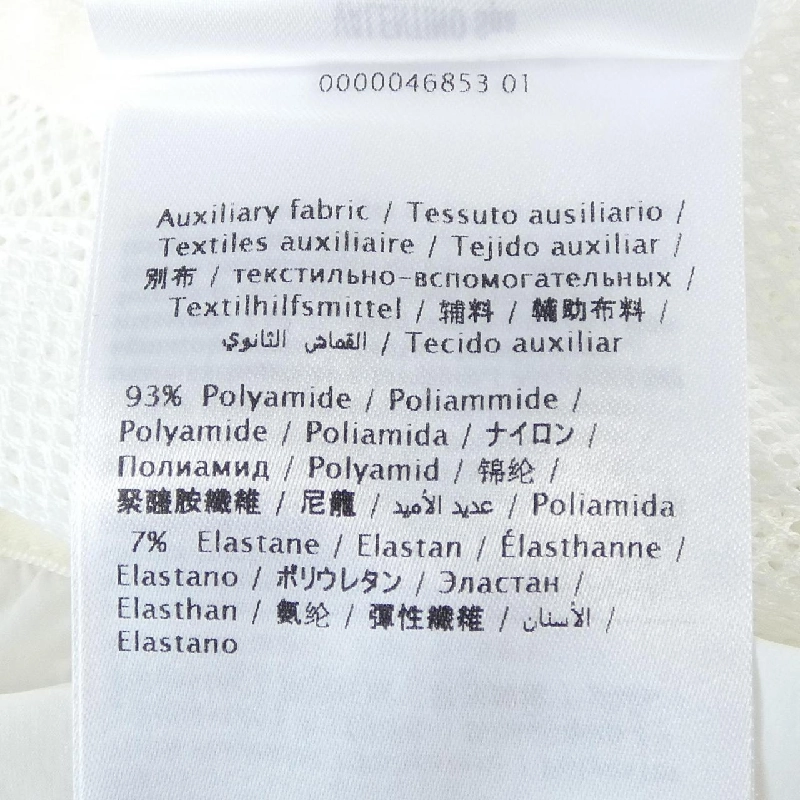 0000046853 01
Auxiliary fabric / Tessuto ausiliario /
Textiles auxiliaire / Tejido auxiliar /
別布 / текстильно-вспомогательных /
Textilhilfsmittel / 辅料 / 輔助布料 /
القماش الثانوي / Tecido auxiliar
93% Polyamide / Poliammide /
Polyamide / Poliamida / ナイロン /
Полиамид / Polyamid / 锦纶 /
聚醯胺纖維 / 尼龍 / عديد الأميد / Poliamida
7% Elastane / Elastan / Élasthanne /
Elastano / ポリウレタン / Эластан /
Elasthan / 氨纶 / 彈性纖維 / الأستان /
Elastano